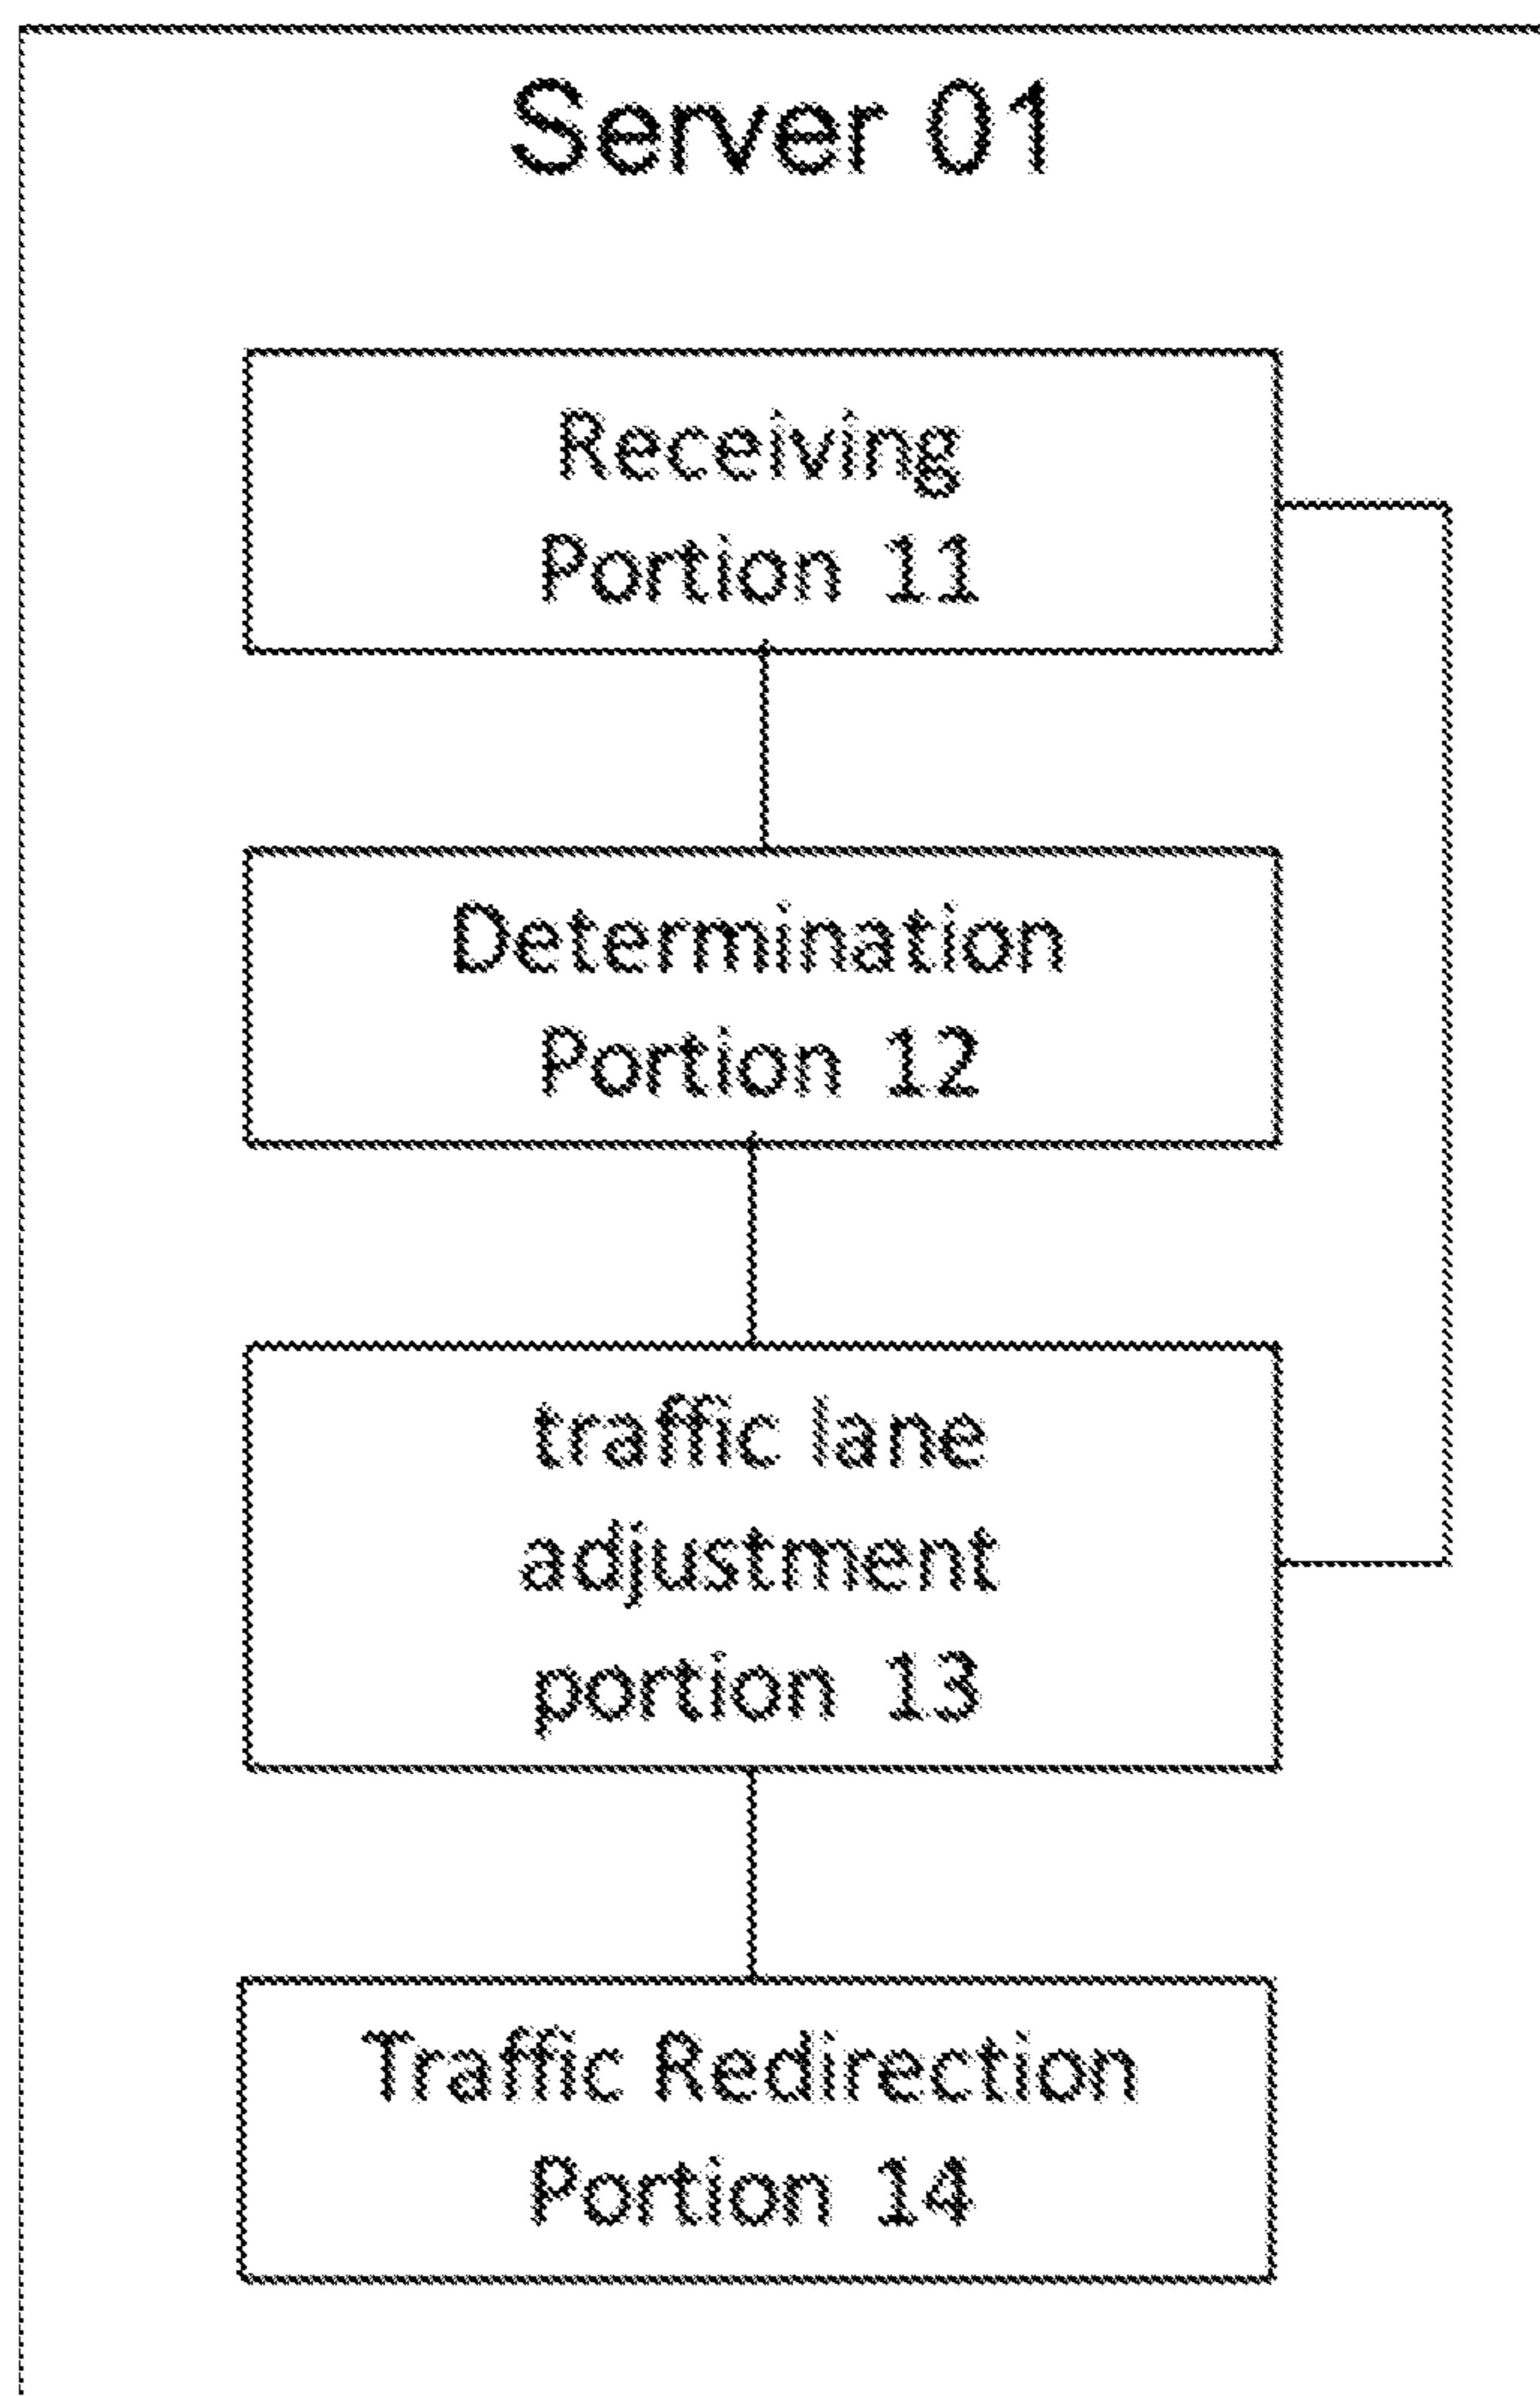 Server 01
Receiving
Portion 11
Determination
Portion 12
traffic lane
adjustment
portion 13
Traffic Redirection
Portion 14